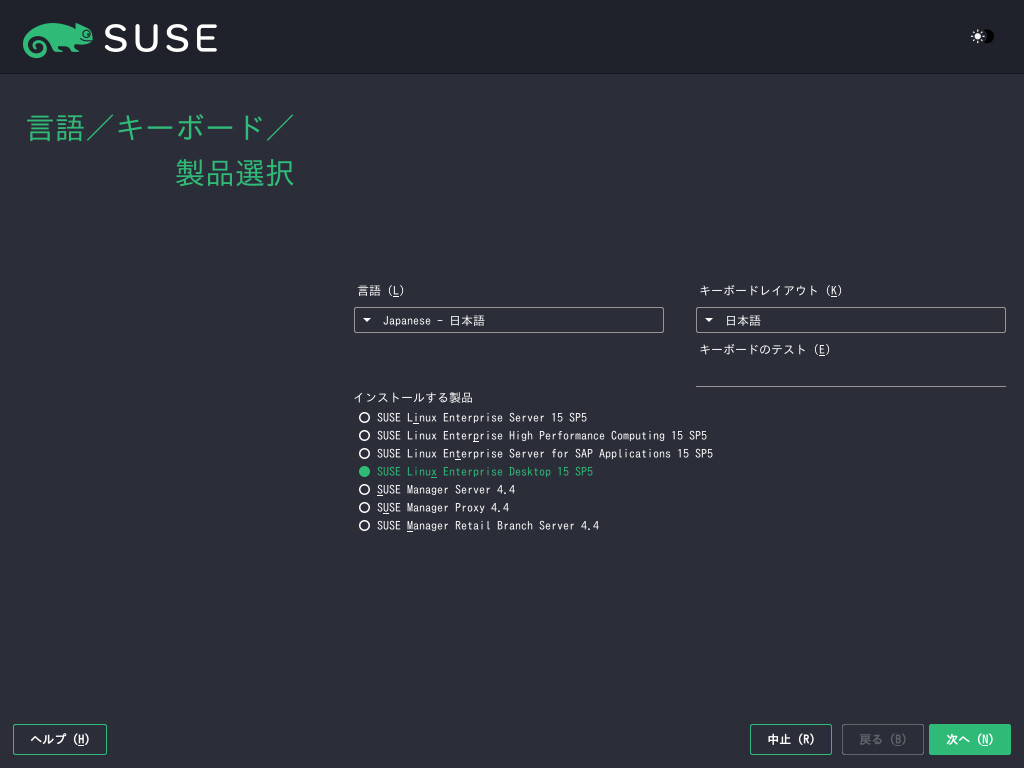 SUSE
言語／キーボード／
製品選択
言語 (L)
キーボードレイアウト (K)
Japanese - 日本語
日本語
キーボードのテスト (E)
インストールする製品
SUSE Linux Enterprise Server 15 SP5
SUSE Linux Enterprise High Performance Computing 15 SP5
SUSE Linux Enterprise Server for SAP Applications 15 SP5
SUSE Linux Enterprise Desktop 15 SP5
SUSE Manager Server 4.4
SUSE Manager Proxy 4.4
SUSE Manager Retail Branch Server 4.4
ヘルプ (H)
中止 (R)
戻る (B)
次へ (N)